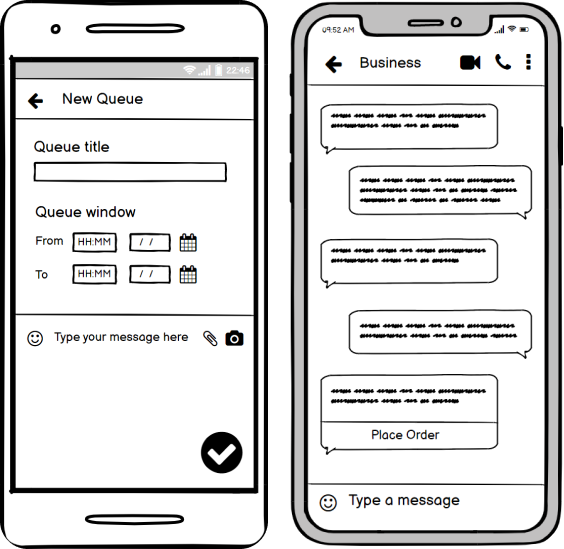 22:46
New Queue
Queue title
Queue window
From HH:MM / /
To HH:MM / /
Type your message here
09:52 AM
Business
Place Order
Type a message